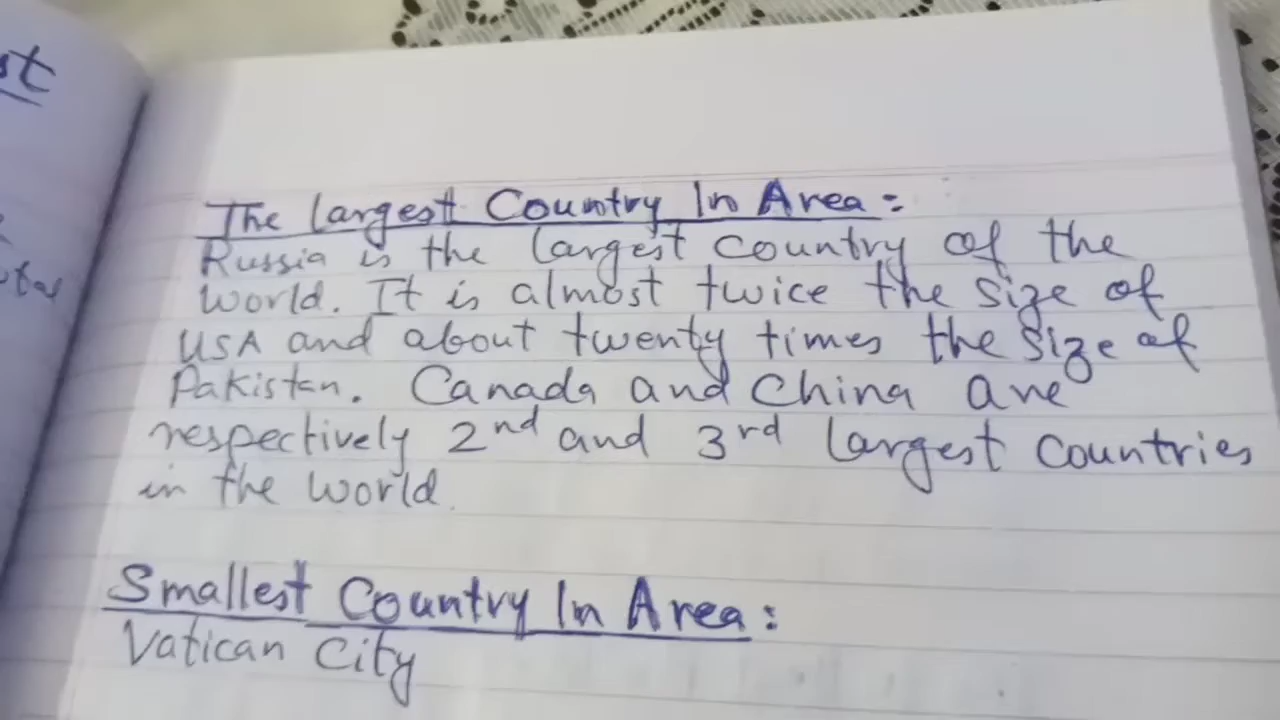 The largest Country In Area:
Russia is the largest country of the
world. It is almost twice the size of
USA and about twenty times the size of
Pakistan. Canada and China are
respectively 2nd and 3rd largest countries
in the world.
Smallest Country In Area:
Vatican City